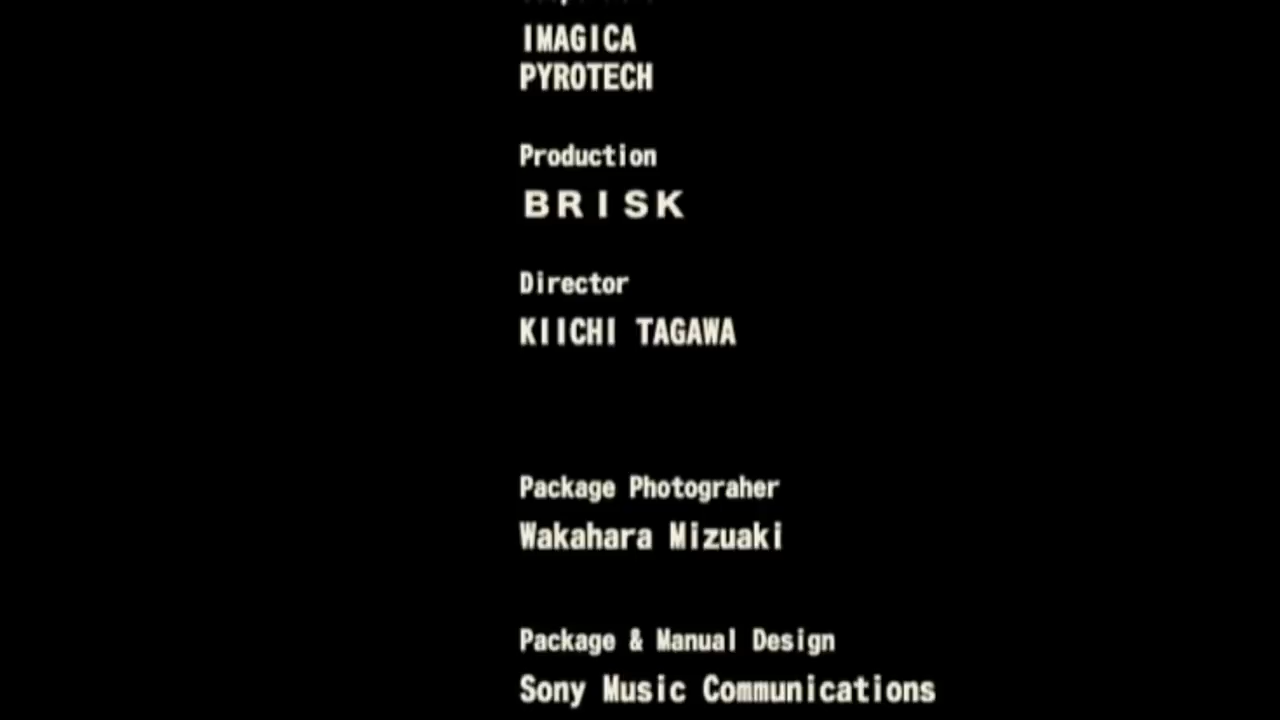 IMAGICA
PYROTECH
Production
BRISK
Director
KIICHI TAGAWA
Package Photograher
Wakahara Mizuaki
Package & Manual Design
Sony Music Communications